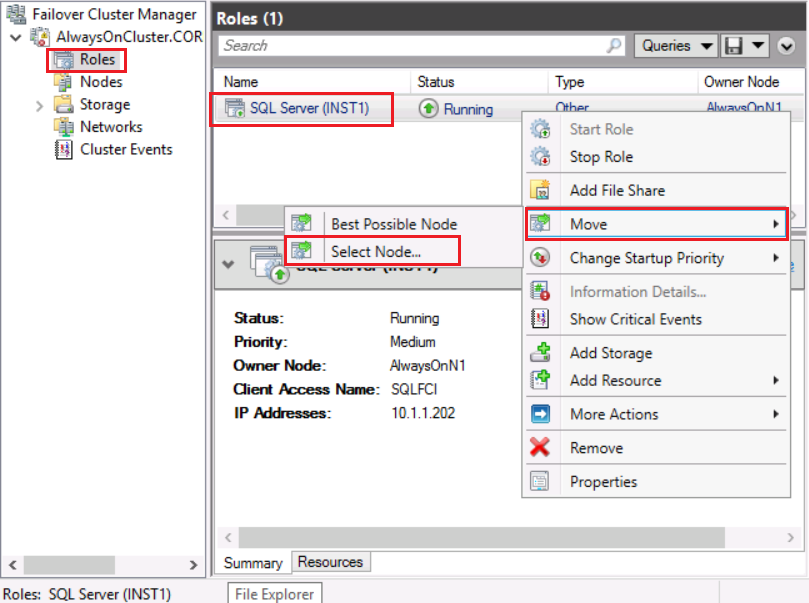 Failover Cluster Manager
AlwaysOnCluster.COR
Roles
Nodes
Storage
Networks
Cluster Events
Roles (1)
Search
Queries
Name Status Type Owner Node
SQL Server (INST1) Running Other AlwaysOnN1
Start Role
Stop Role
Add File Share
Move
Change Startup Priority
Information Details...
Show Critical Events
Add Storage
Add Resource
More Actions
Remove
Properties
Best Possible Node
Select Node...
SQL Server (INST1)
Status: Running
Priority: Medium
Owner Node: AlwaysOnN1
Client Access Name: SQLFCI
IP Addresses: 10.1.1.202
Summary Resources
Roles: SQL Server (INST1)
File Explorer